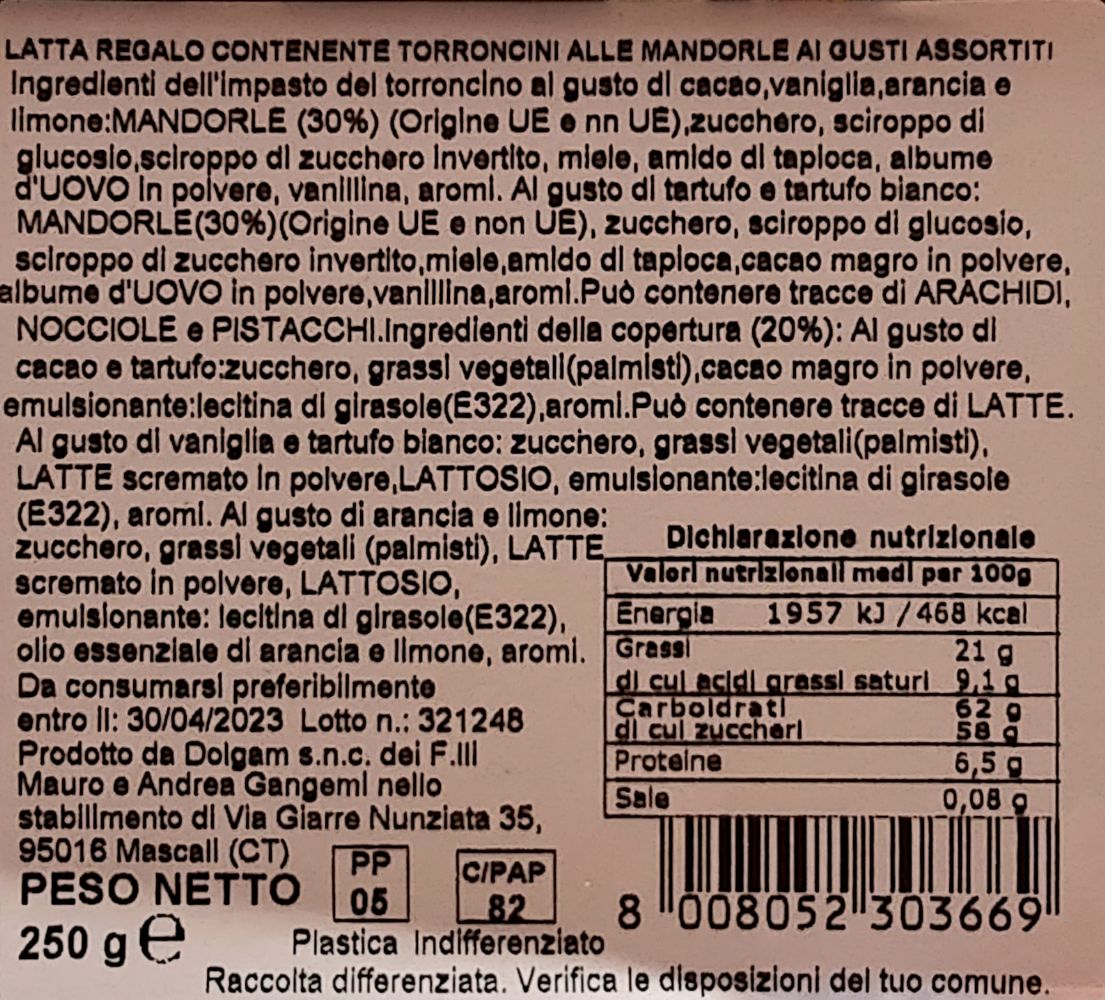 LATTA REGALO CONTENENTE TORRONCINI ALLE MANDORLE AI GUSTI ASSORTITI
Ingredienti dell'impasto del torroncino al gusto di cacao,vaniglia,arancia e
limone:MANDORLE (30%) (Origine UE e nn UE),zucchero, sciroppo di
glucosio,sciroppo di zucchero invertito, miele, amido di tapioca, albume
d'UOVO in polvere, vanillina, aromi. Al gusto di tartufo e tartufo bianco:
MANDORLE(30%)(Origine UE e non UE), zucchero, sciroppo di glucosio,
sciroppo di zucchero invertito,miele,amido di tapioca,cacao magro in polvere,
albume d'UOVO in polvere,vanillina,aromi.Può contenere tracce di ARACHIDI,
NOCCIOLE e PISTACCHI.Ingredienti della copertura (20%): Al gusto di
cacao e tartufo:zucchero, grassi vegetali(palmisti),cacao magro in polvere,
emulsionante:lecitina di girasole(E322),aromi.Può contenere tracce di LATTE.
Al gusto di vaniglia e tartufo bianco: zucchero, grassi vegetali(palmisti),
LATTE scremato in polvere,LATTOSIO, emulsionante:lecitina di girasole
(E322), aromi. Al gusto di arancia e limone:
zucchero, grassi vegetali (palmisti), LATTE
scremato in polvere, LATTOSIO,
emulsionante: lecitina di girasole(E322),
olio essenziale di arancia e limone, aromi.
Da consumarsi preferibilmente
entro il: 30/04/2023 Lotto n.: 321248
Prodotto da Dolgam s.n.c. dei F.lli
Mauro e Andrea Gangemi nello
stabilimento di Via Giarre Nunziata 35,
95016 Mascali (CT)
PESO NETTO
250 g e
Dichiarazione nutrizionale
Valori nutrizionali medi per 100g
Energia 1957 kJ / 468 kcal
Grassi 21 g
di cui acidi grassi saturi 9,1 g
Carboidrati 62 g
di cui zuccheri 58 g
Proteine 6,5 g
Sale 0,08 g
PP
05
C/PAP
82
8 008052 303669
Plastica Indifferenziato
Raccolta differenziata. Verifica le disposizioni del tuo comune.